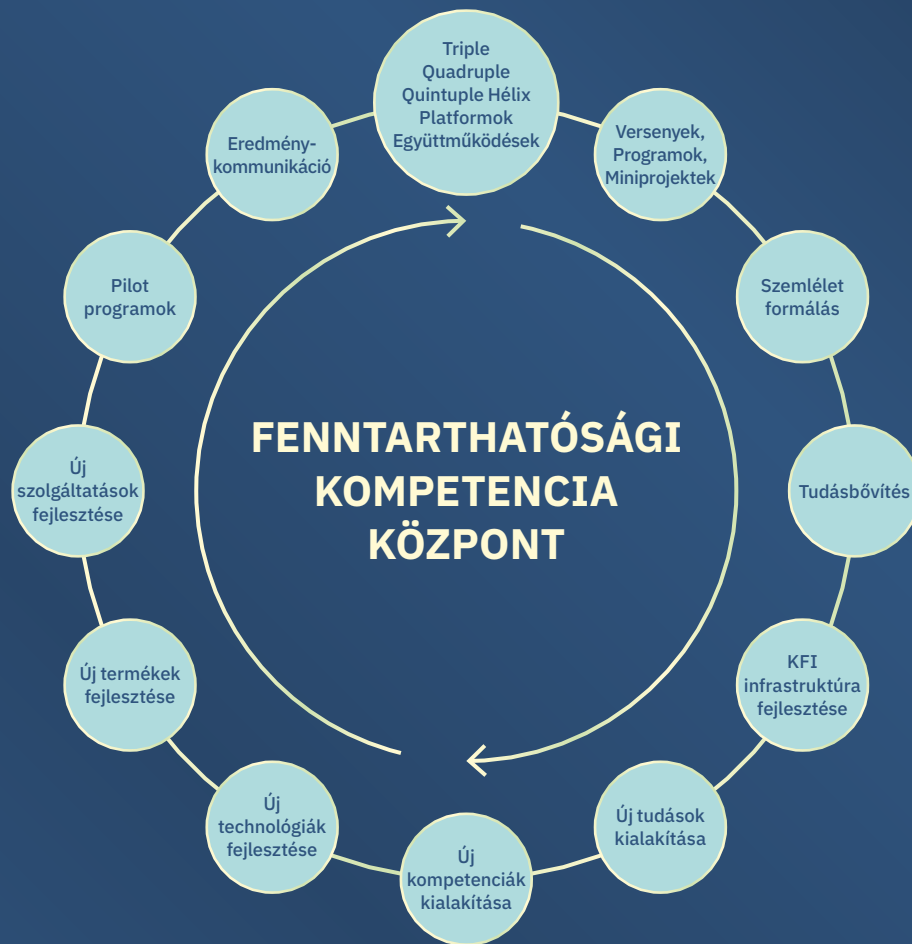 Triple
Quadruple
Quintuple Hélix
Platformok
Együttműködések
Versenyek,
Programok,
Miniprojektek
Szemlélet
formálás
Tudásbővítés
KFI
infrastruktúra
fejlesztése
Új tudások
kialakítása
Új
kompetenciák
kialakítása
Új
technológiák
fejlesztése
Új termékek
fejlesztése
Új
szolgáltatások
fejlesztése
Pilot
programok
Eredmény-
kommunikáció
FENNTARTHATÓSÁGI
KOMPETENCIA
KÖZPONT